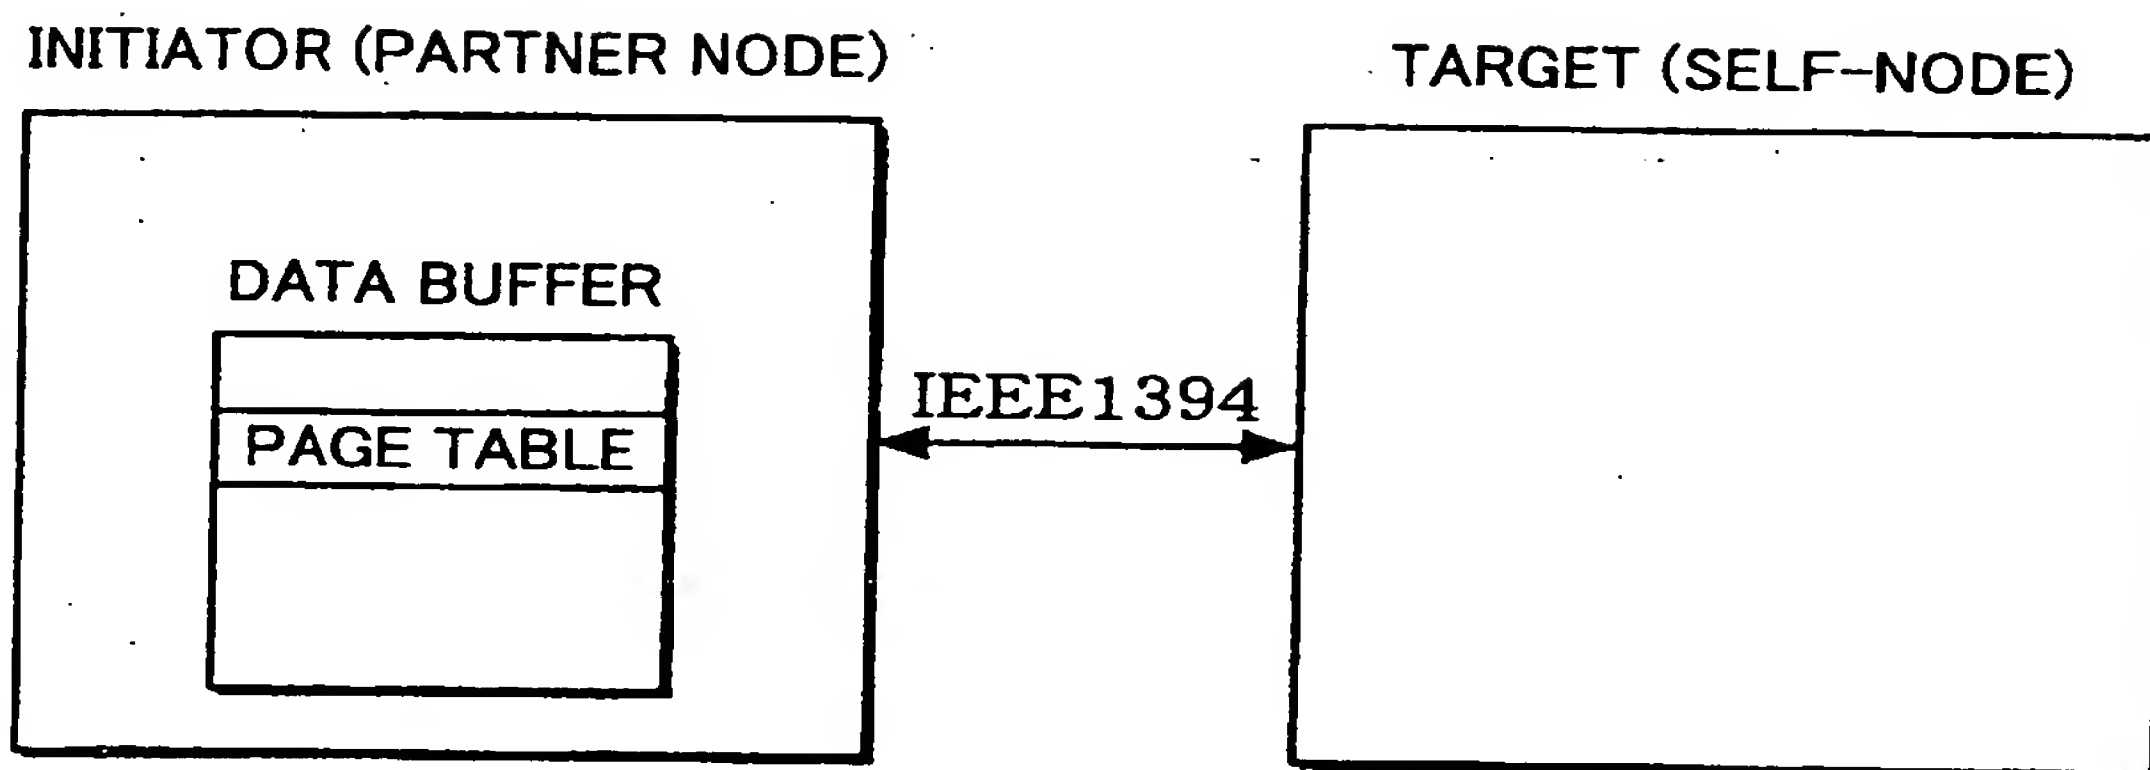 INITIATOR (PARTNER NODE)
TARGET (SELF-NODE)
DATA BUFFER
PAGE TABLE
IEEE1394